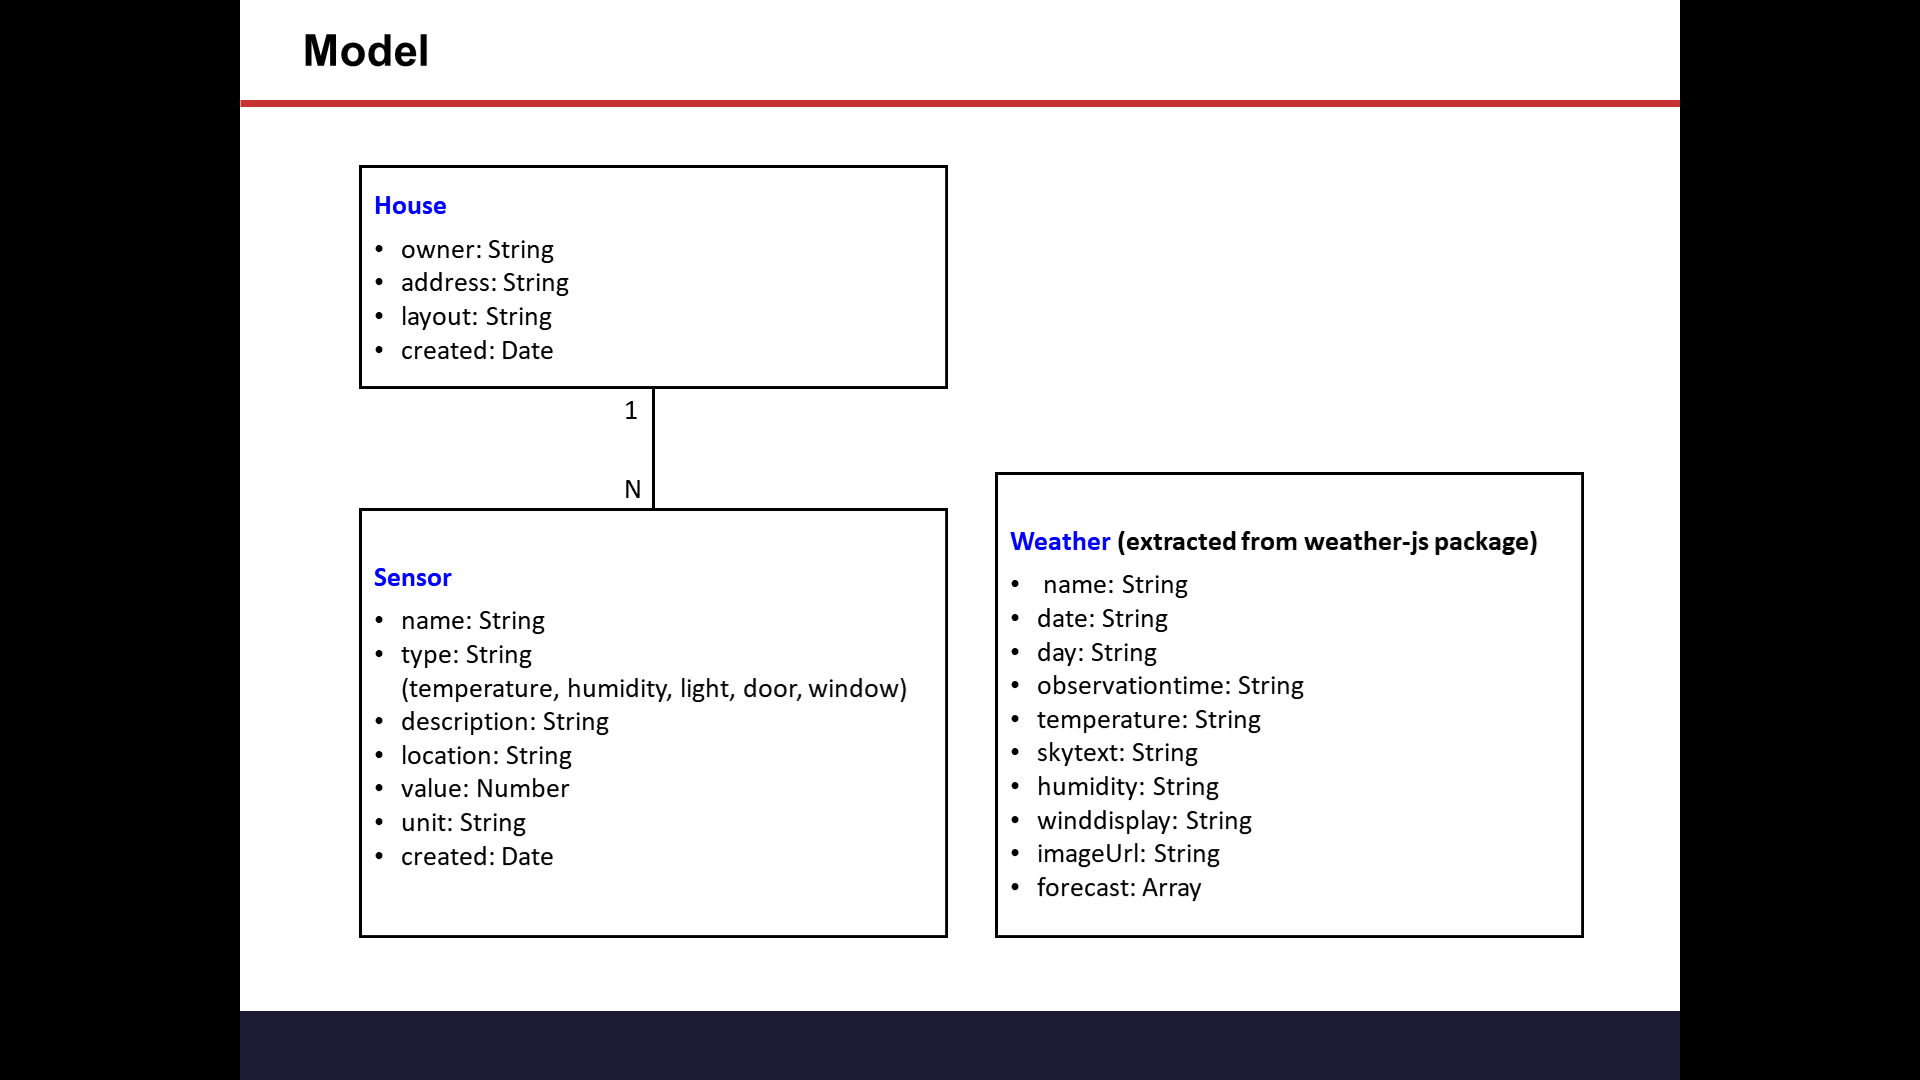 Model
House
• owner: String
• address: String
• layout: String
• created: Date
1
N
Sensor
• name: String
• type: String
(temperature, humidity, light, door, window)
• description: String
• location: String
• value: Number
• unit: String
• created: Date
Weather (extracted from weather-js package)
• name: String
• date: String
• day: String
• observationtime: String
• temperature: String
• skytext: String
• humidity: String
• winddisplay: String
• imageUrl: String
• forecast: Array